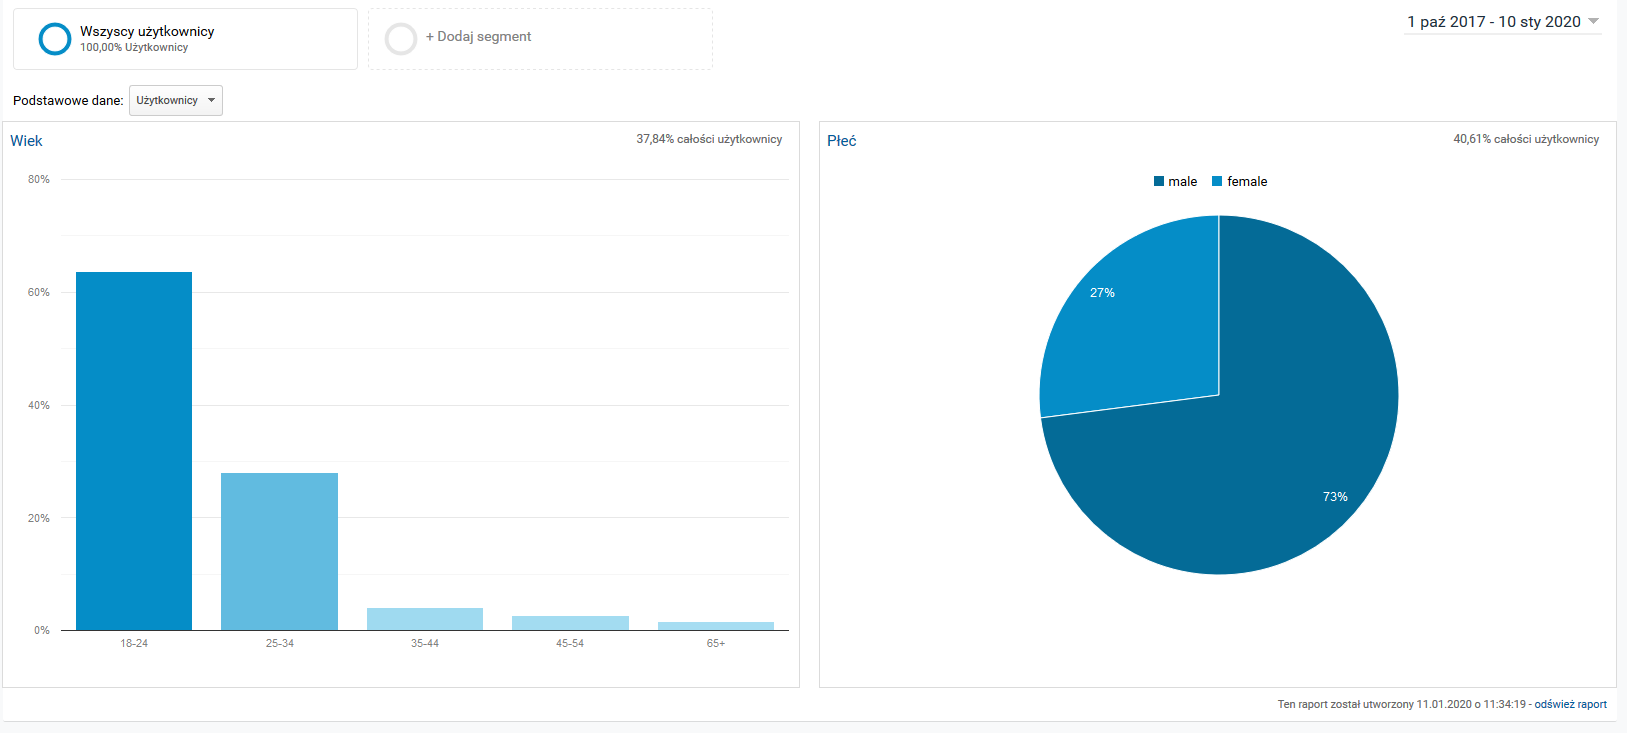 Wszyscy użytkownicy
100,00% Użytkownicy
+ Dodaj segment
1 paź 2017 - 10 sty 2020
Podstawowe dane: Użytkownicy
Wiek
37,84% całości użytkownicy
80%
60%
40%
20%
0%
18-24 25-34 35-44 45-54 65+
Płeć
40,61% całości użytkownicy
male female
27%
73%
Ten raport został utworzony 11.01.2020 o 11:34:19 - odśwież raport